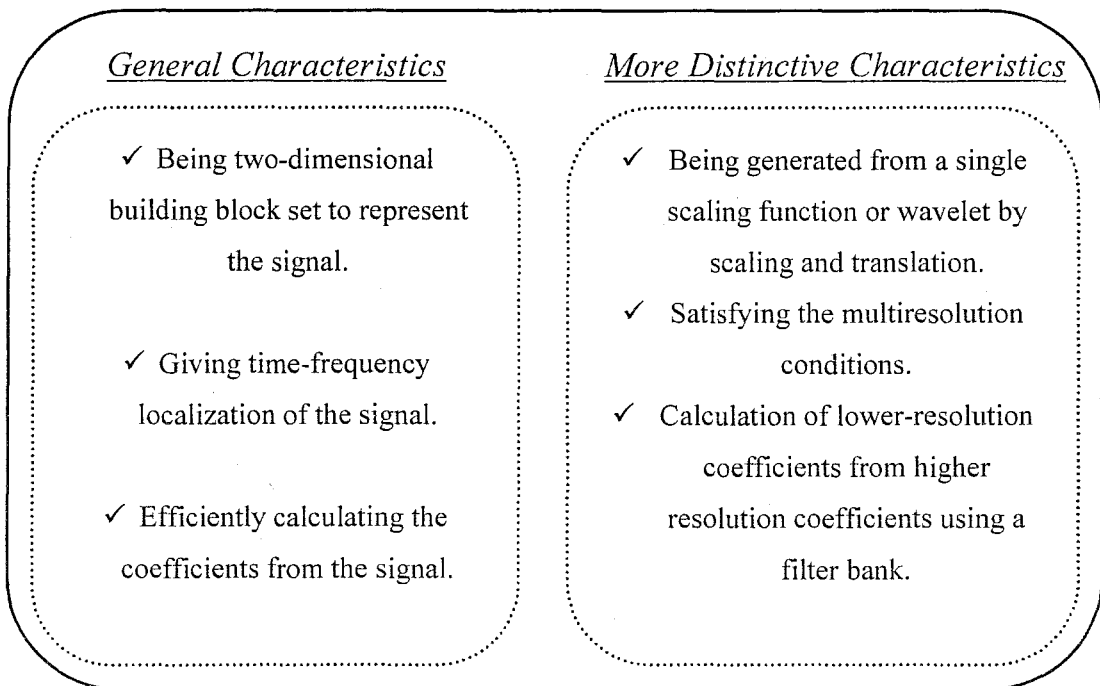 General Characteristics
✓ Being two-dimensional
building block set to represent
the signal.
✓ Giving time-frequency
localization of the signal.
✓ Efficiently calculating the
coefficients from the signal.
More Distinctive Characteristics
✓ Being generated from a single
scaling function or wavelet by
scaling and translation.
✓ Satisfying the multiresolution
conditions.
✓ Calculation of lower-resolution
coefficients from higher
resolution coefficients using a
filter bank.